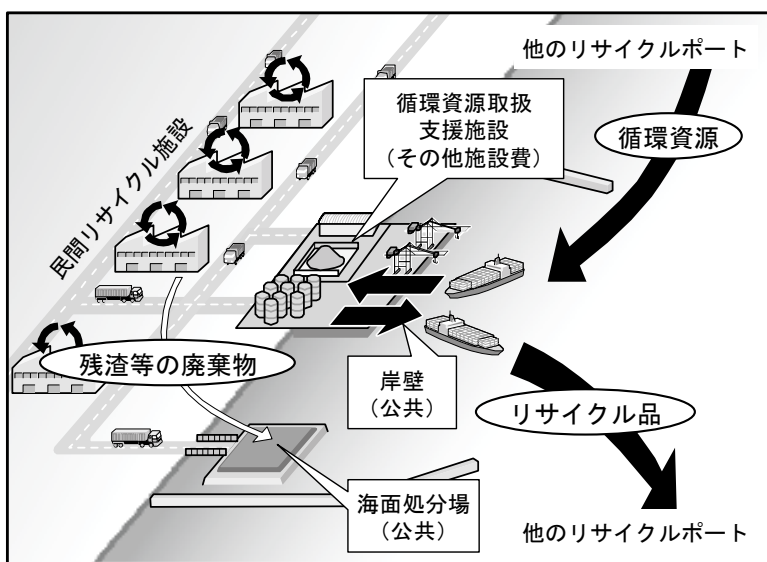 他のリサイクルポート
循環資源取扱
支援施設
（その他施設費）
循環資源
民間リサイクル施設
残渣等の廃棄物
岸壁
（公共）
リサイクル品
海面処分場
（公共）
他のリサイクルポート